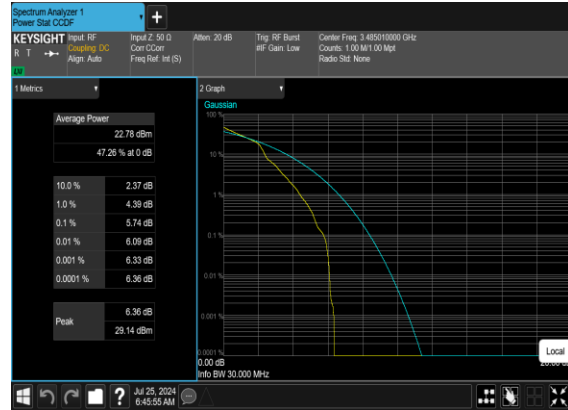 Spectrum Analyzer 1
Power Stat CCDF
+
KEYSIGHT
R T
LXI
Input: RF
Coupling: DC
Align: Auto
Input Z: 50 Ω
Corr CCorr
Freq Ref: Int (S)
Atten: 20 dB
Trig: RF Burst
#IF Gain: Low
Center Freq: 3.485010000 GHz
Counts: 1.00 M/1.00 Mpt
Radio Std: None
1 Metrics
Average Power
22.78 dBm
47.26 % at 0 dB
10.0 % 2.37 dB
1.0 % 4.39 dB
0.1 % 5.74 dB
0.01 % 6.09 dB
0.001 % 6.33 dB
0.0001 % 6.36 dB
Peak
6.36 dB
29.14 dBm
2 Graph
Gaussian
100 %
10 %
1 %
0.1 %
0.01 %
0.001 %
0.0001 %
0.00 dB
Info BW 30.000 MHz
Local
?
Jul 25, 2024
6:45:55 AM